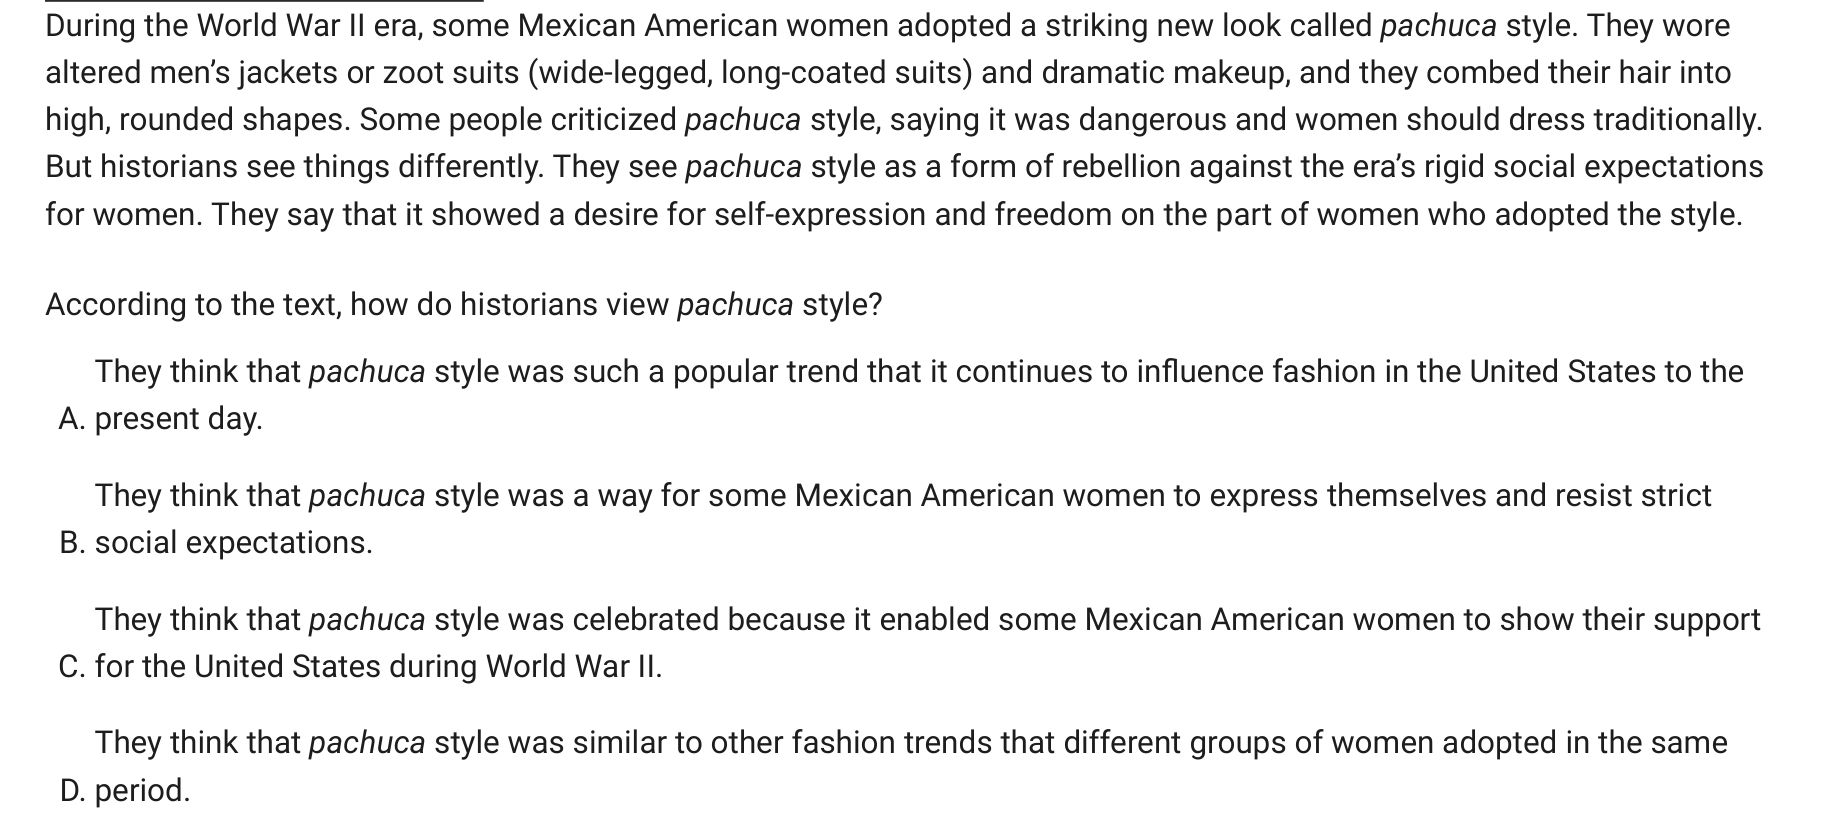 During the World War II era, some Mexican American women adopted a striking new look called pachuca style. They wore
altered men's jackets or zoot suits (wide-legged, long-coated suits) and dramatic makeup, and they combed their hair into
high, rounded shapes. Some people criticized pachuca style, saying it was dangerous and women should dress traditionally.
But historians see things differently. They see pachuca style as a form of rebellion against the era's rigid social expectations
for women. They say that it showed a desire for self-expression and freedom on the part of women who adopted the style.
According to the text, how do historians view pachuca style?
They think that pachuca style was such a popular trend that it continues to influence fashion in the United States to the
A. present day.
They think that pachuca style was a way for some Mexican American women to express themselves and resist strict
B. social expectations.
They think that pachuca style was celebrated because it enabled some Mexican American women to show their support
C. for the United States during World War II.
They think that pachuca style was similar to other fashion trends that different groups of women adopted in the same
D. period.